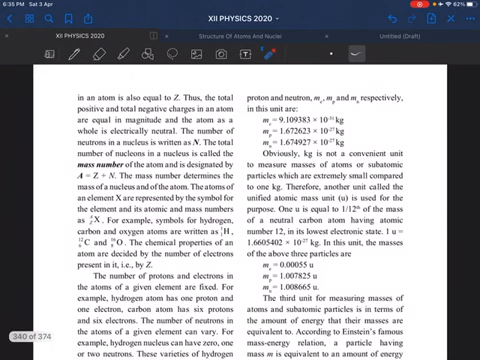 6:35 PM Sat 3 Apr
62%
XII PHYSICS 2020
XII PHYSICS 2020
Structure Of Atoms And Nuclei
Untitled (Draft)
in an atom is also equal to Z. Thus, the total
positive and total negative charges in an atom
are equal in magnitude and the atom as a
whole is electrically neutral. The number of
neutrons in a nucleus is written as N. The total
number of nucleons in a nucleus is called the
mass number of the atom and is designated by
A = Z + N. The mass number determines the
mass of a nucleus and of the atom. The atoms of
an element X are represented by the symbol for
the element and its atomic and mass numbers
as ᴬ_Z X. For example, symbols for hydrogen,
carbon and oxygen atoms are written as ¹₁H,
¹²₆C and ¹⁶₈O. The chemical properties of an
atom are decided by the number of electrons
present in it, i.e., by Z.
The number of protons and electrons in
the atoms of a given element are fixed. For
example, hydrogen atom has one proton and
one electron, carbon atom has six protons
and six electrons. The number of neutrons in
the atoms of a given element can vary. For
example, hydrogen nucleus can have zero, one
or two neutrons. These varieties of hydrogen
proton and neutron, mₑ, mₚ and mₙ respectively,
in this unit are:
mₑ = 9.109383 × 10⁻³¹ kg
mₚ = 1.672623 × 10⁻²⁷ kg
mₙ = 1.674927 × 10⁻²⁷ kg
Obviously, kg is not a convenient unit
to measure masses of atoms or subatomic
particles which are extremely small compared
to one kg. Therefore, another unit called the
unified atomic mass unit (u) is used for the
purpose. One u is equal to 1/12ᵗʰ of the mass
of a neutral carbon atom having atomic
number 12, in its lowest electronic state. 1 u =
1.6605402 × 10⁻²⁷ kg. In this unit, the masses
of the above three particles are
mₑ = 0.00055 u
mₚ = 1.007825 u
mₙ = 1.008665 u.
The third unit for measuring masses of
atoms and subatomic particles is in terms of
the amount of energy that their masses are
equivalent to. According to Einstein's famous
mass-energy relation, a particle having
mass m is equivalent to an amount of energy
340 of 374